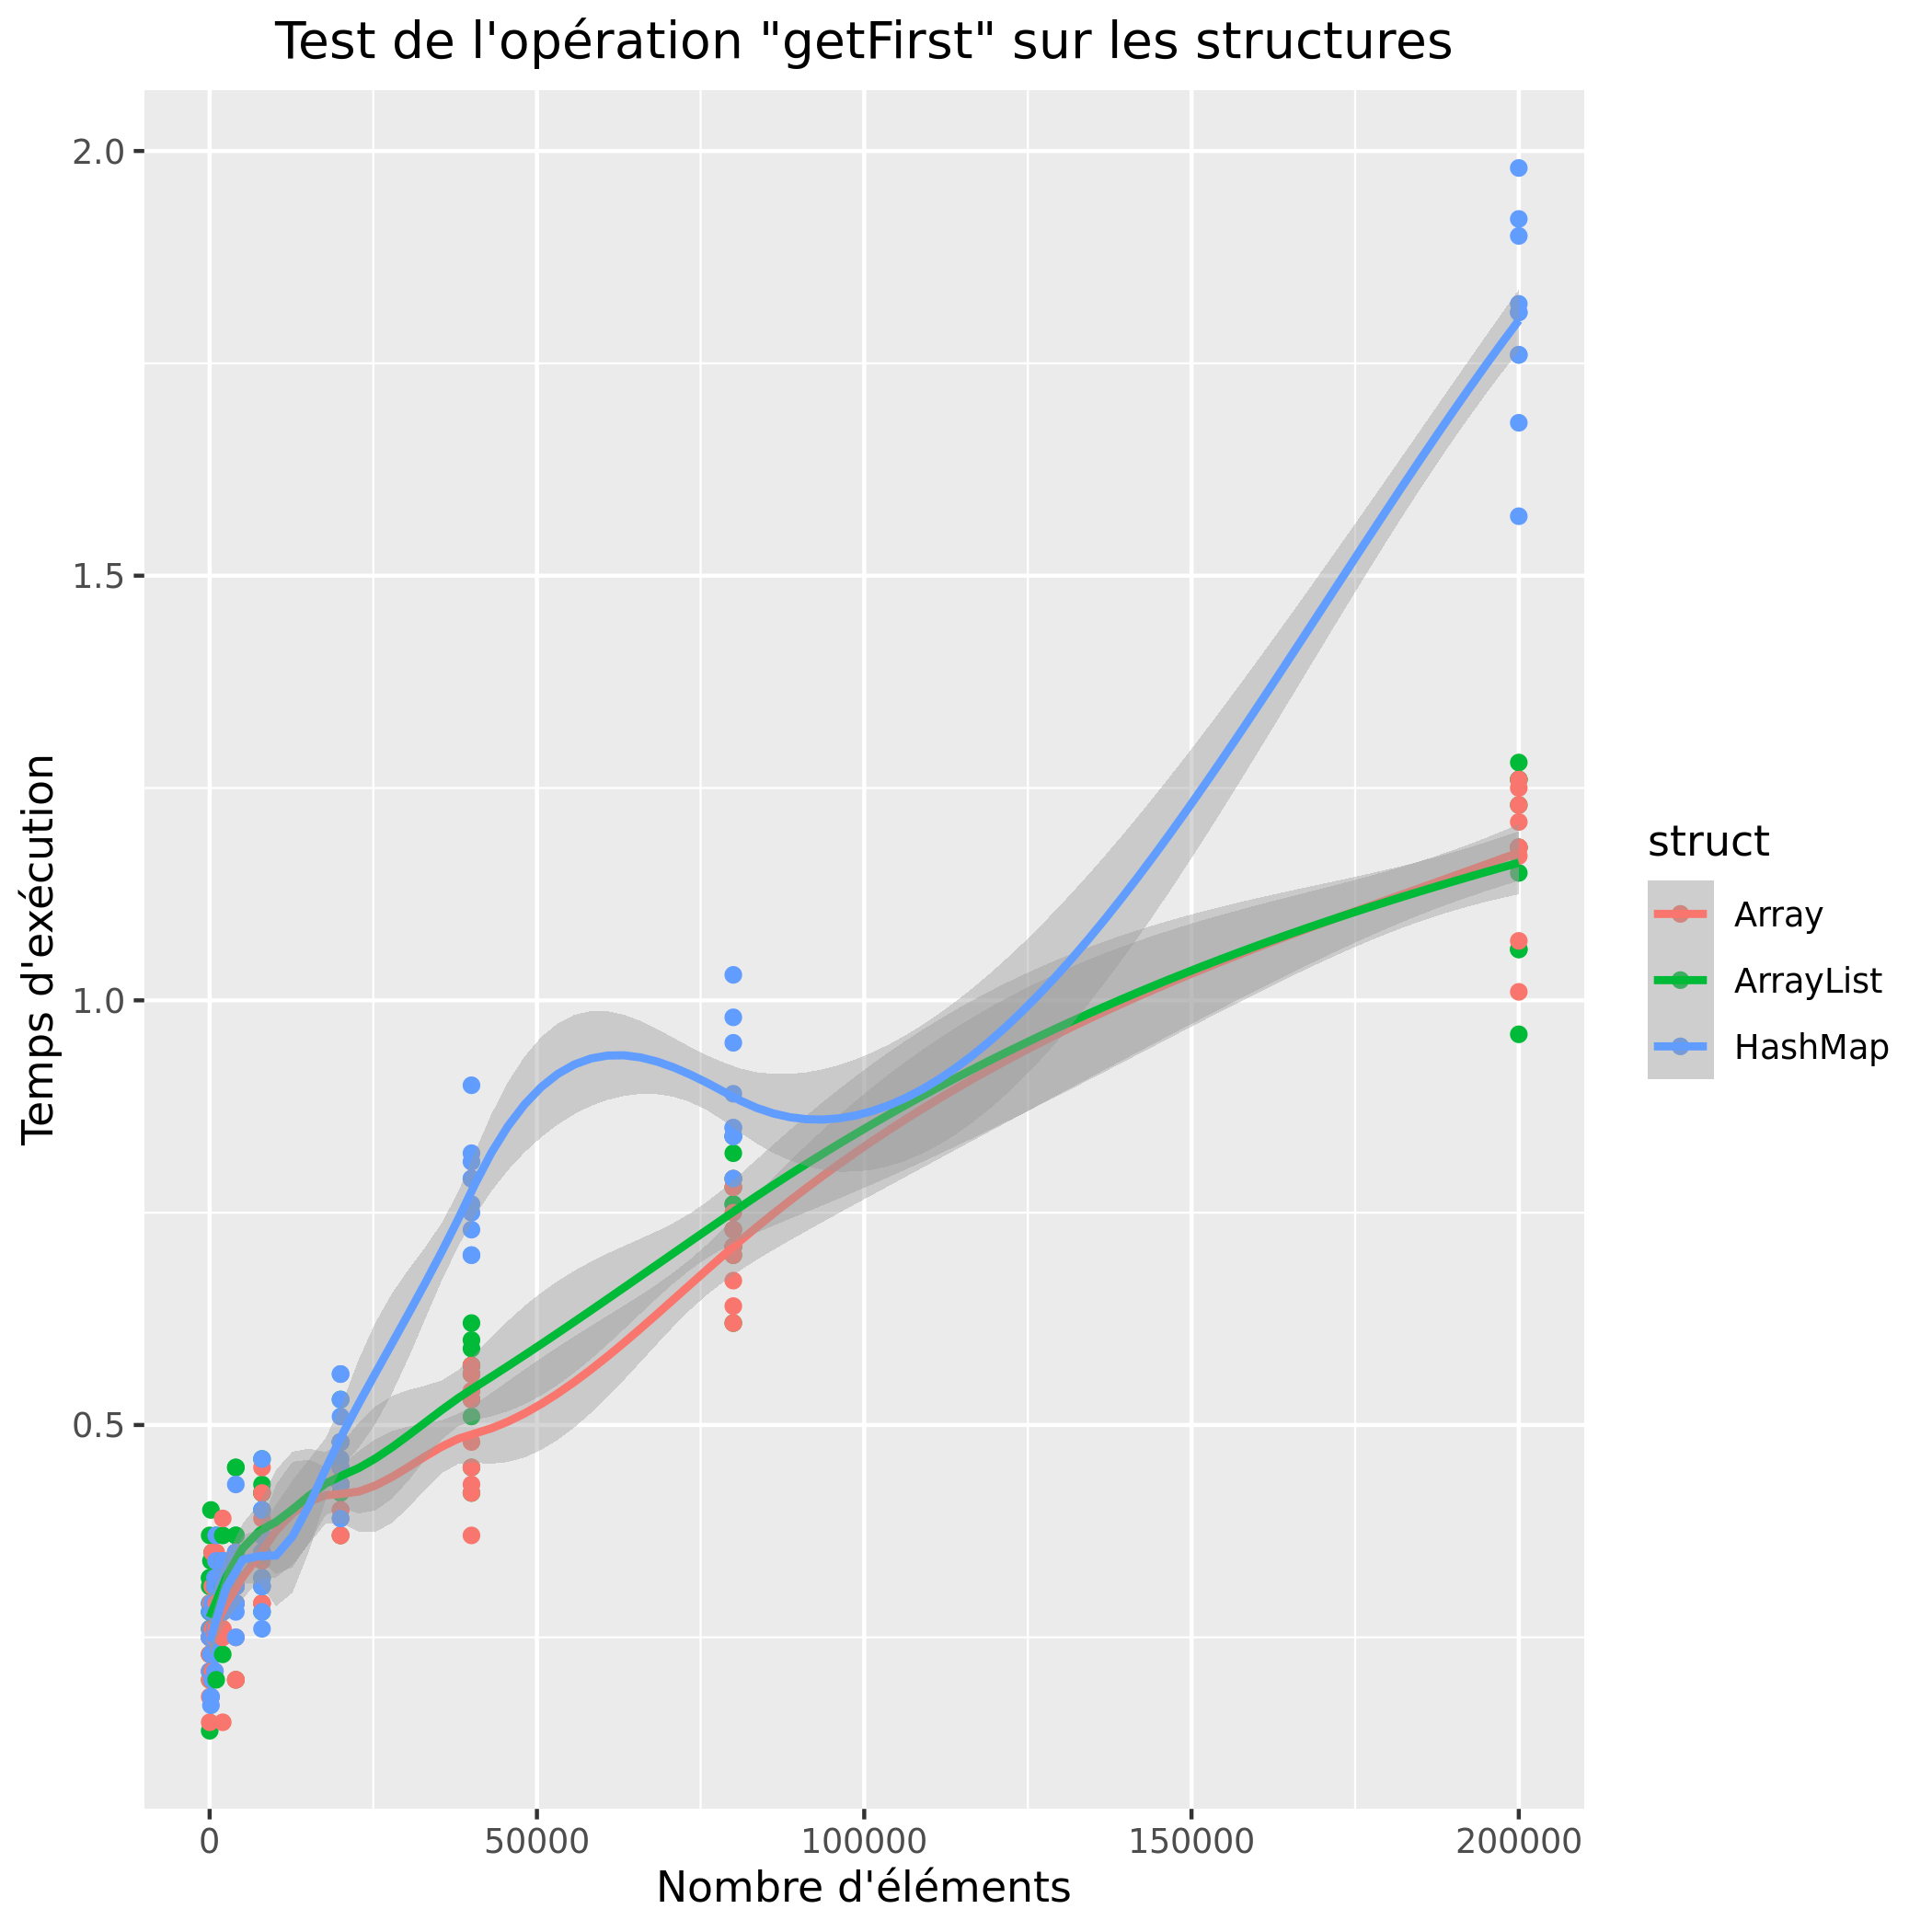 Test de l'opération "getFirst" sur les structures
2.0
1.5
1.0
0.5
Temps d'exécution
0 50000 100000 150000 200000
Nombre d'éléments
struct
Array
ArrayList
HashMap